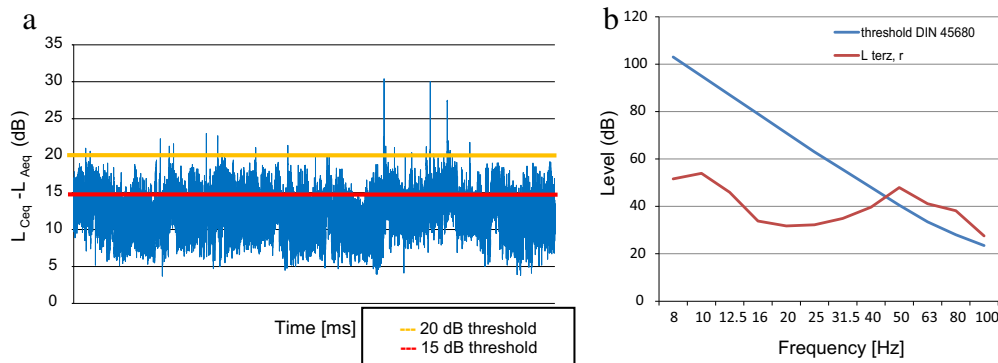 a
L Ceq -L Aeq (dB)
40
35
30
25
20
15
10
5
0
Time [ms]
20 dB threshold
15 dB threshold
b
Level (dB)
120
100
80
60
40
20
0
threshold DIN 45680
L terz, r
8 10 12.5 16 20 25 31.5 40 50 63 80 100
Frequency [Hz]